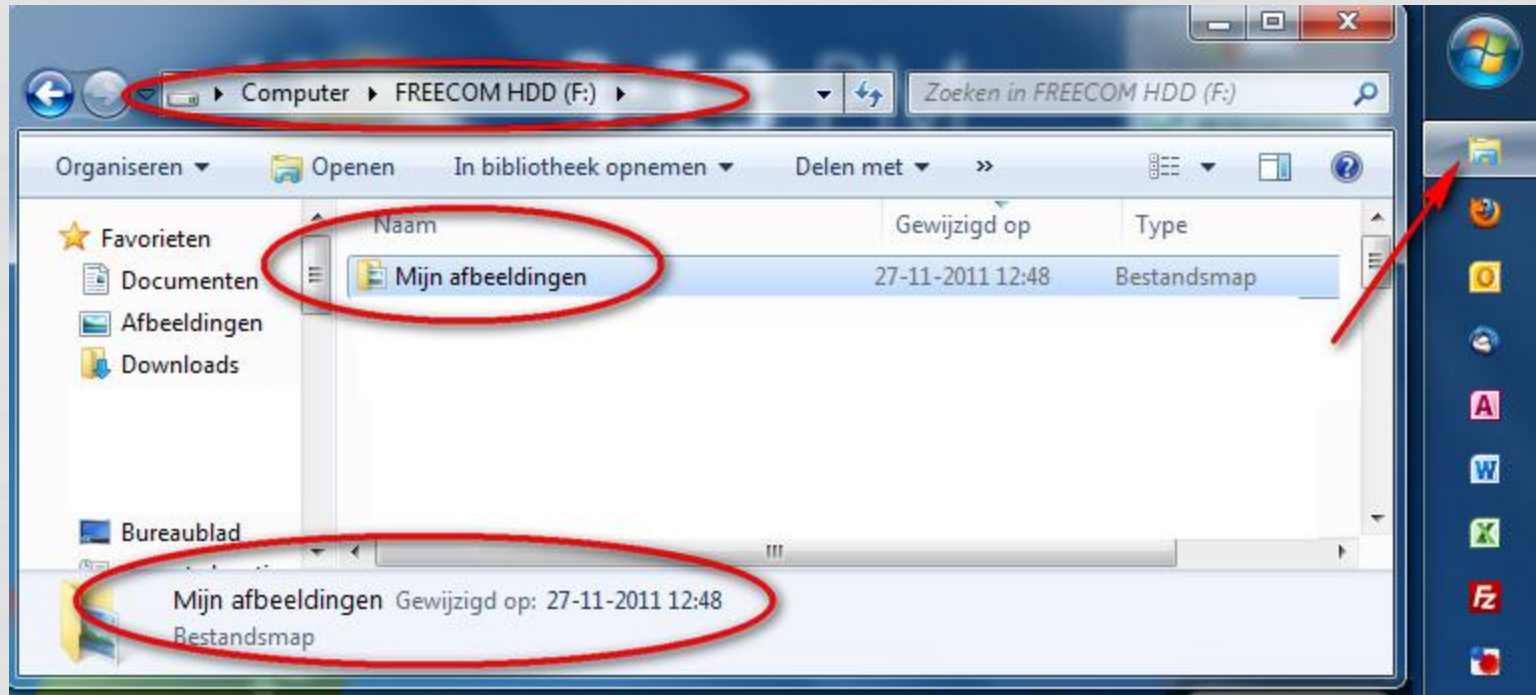 Computer ▸ FREECOM HDD (F:) ▸ Zoeken in FREECOM HDD (F:)
Organiseren Openen In bibliotheek opnemen Delen met »
Naam Gewijzigd op Type
Favorieten
Mijn afbeeldingen 27-11-2011 12:48 Bestandsmap
Documenten
Afbeeldingen
Downloads
Bureaublad
Mijn afbeeldingen Gewijzigd op: 27-11-2011 12:48
Bestandsmap